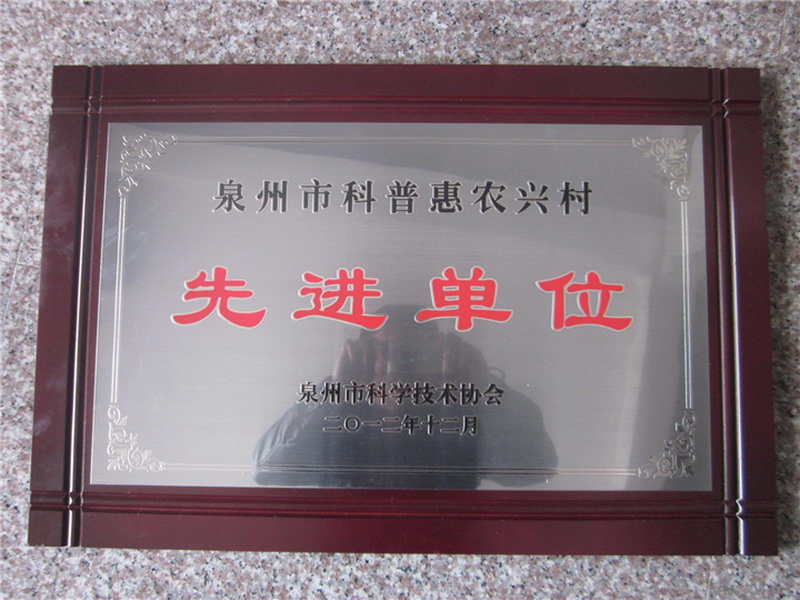 泉州市科普惠农兴村
先进单位
泉州市科学技术协会
二〇一二年十二月